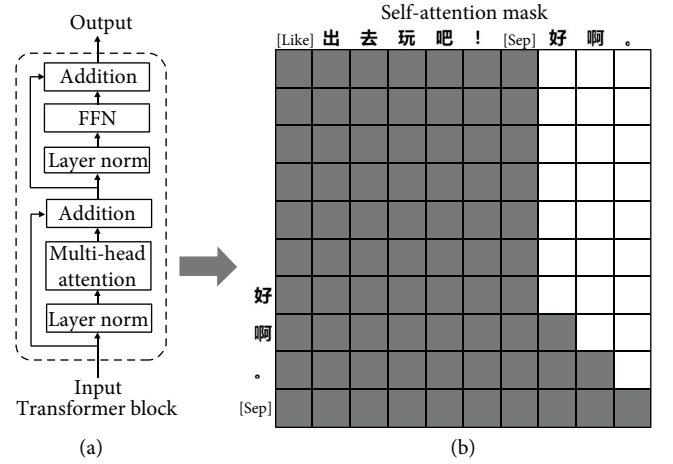 Output
Addition
FFN
Layer norm
Addition
Multi-head
attention
Layer norm
Input
Transformer block
(a)
Self-attention mask
[Like] 出 去 玩 吧 ! [Sep] 好 啊 。
好
啊
。
[Sep]
(b)